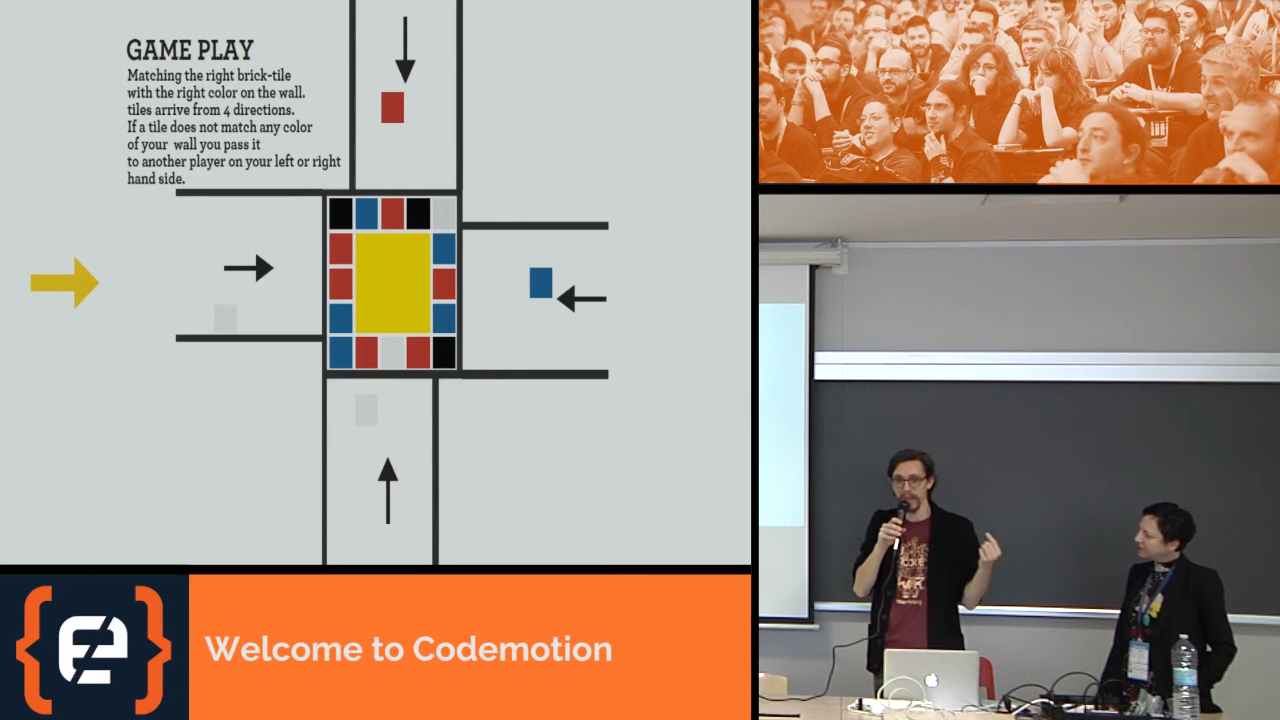 GAME PLAY
Matching the right brick-tile
with the right color on the wall.
tiles arrive from 4 directions.
If a tile does not match any color
of your wall you pass it
to another player on your left or right
hand side.
Welcome to Codemotion